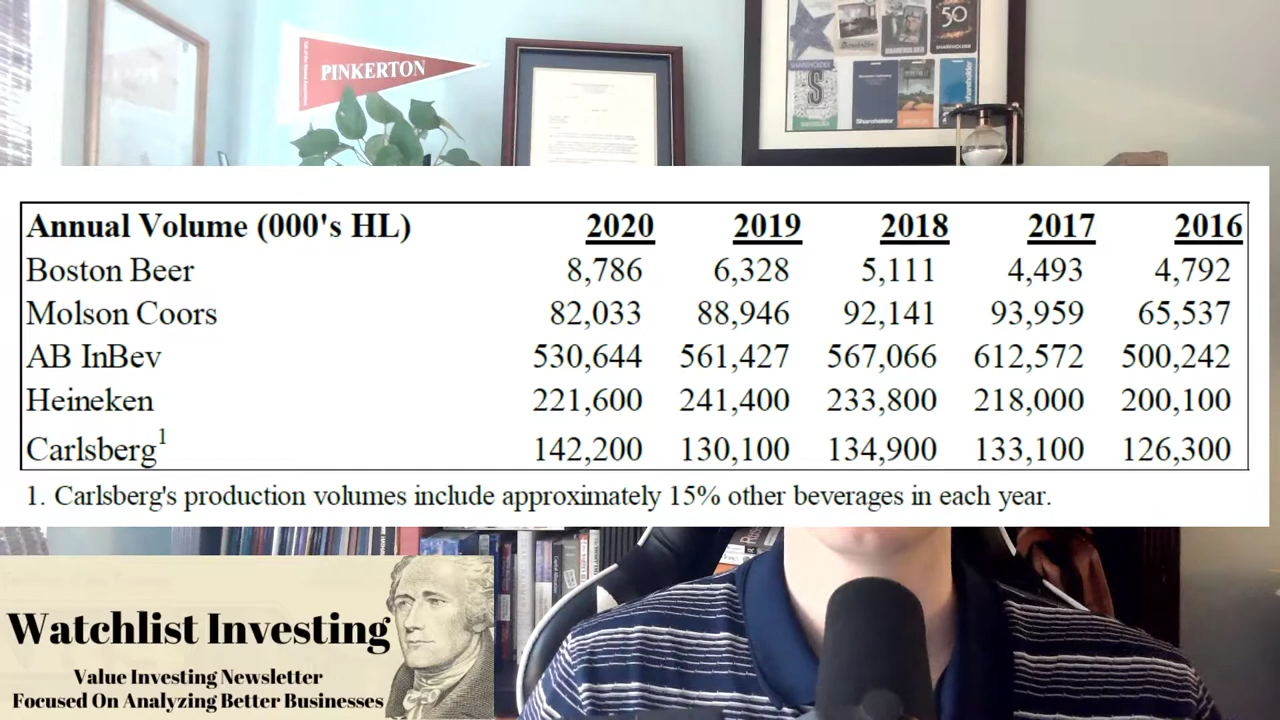 PINKERTON
50
SHAREHOLDER
S
Shareholder
Annual Volume (000's HL) 2020 2019 2018 2017 2016
Boston Beer 8,786 6,328 5,111 4,493 4,792
Molson Coors 82,033 88,946 92,141 93,959 65,537
AB InBev 530,644 561,427 567,066 612,572 500,242
Heineken 221,600 241,400 233,800 218,000 200,100
Carlsberg¹ 142,200 130,100 134,900 133,100 126,300
1. Carlsberg's production volumes include approximately 15% other beverages in each year.
Watchlist Investing
Value Investing Newsletter
Focused On Analyzing Better Businesses